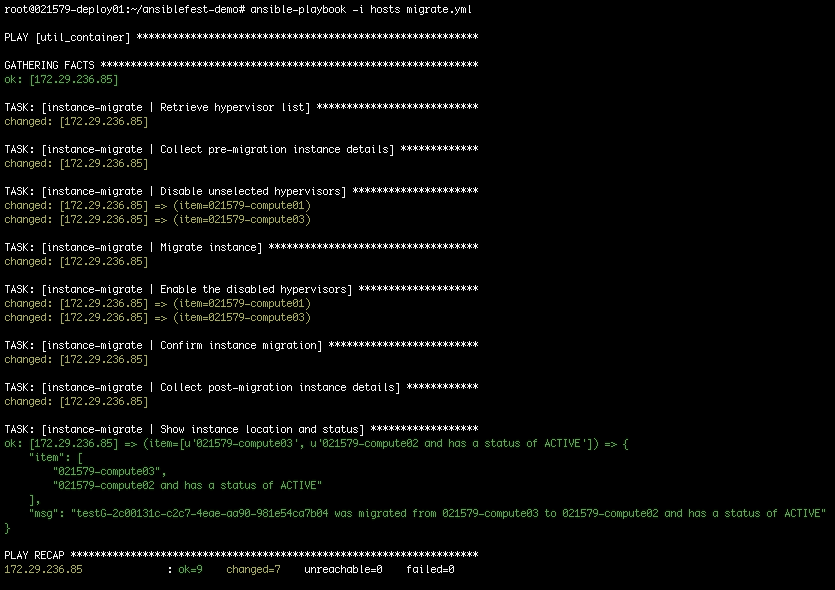 root@021579-deploy01:~/ansiblefest-demo# ansible-playbook -i hosts migrate.yml
PLAY [util_container] *********************************************************
GATHERING FACTS ***************************************************************
ok: [172.29.236.85]
TASK: [instance-migrate | Retrieve hypervisor list] ***************************
changed: [172.29.236.85]
TASK: [instance-migrate | Collect pre-migration instance details] *************
changed: [172.29.236.85]
TASK: [instance-migrate | Disable unselected hypervisors] *********************
changed: [172.29.236.85] => (item=021579-compute01)
changed: [172.29.236.85] => (item=021579-compute03)
TASK: [instance-migrate | Migrate instance] ***********************************
changed: [172.29.236.85]
TASK: [instance-migrate | Enable the disabled hypervisors] ********************
changed: [172.29.236.85] => (item=021579-compute01)
changed: [172.29.236.85] => (item=021579-compute03)
TASK: [instance-migrate | Confirm instance migration] *************************
changed: [172.29.236.85]
TASK: [instance-migrate | Collect post-migration instance details] ************
changed: [172.29.236.85]
TASK: [instance-migrate | Show instance location and status] ******************
ok: [172.29.236.85] => (item=[u'021579-compute03', u'021579-compute02 and has a status of ACTIVE']) => {
    "item": [
        "021579-compute03",
        "021579-compute02 and has a status of ACTIVE"
    ],
    "msg": "testG-2c00131c-c2c7-4eae-aa90-981e54ca7b04 was migrated from 021579-compute03 to 021579-compute02 and has a status of ACTIVE"
}
PLAY RECAP ********************************************************************
172.29.236.85              : ok=9    changed=7    unreachable=0    failed=0